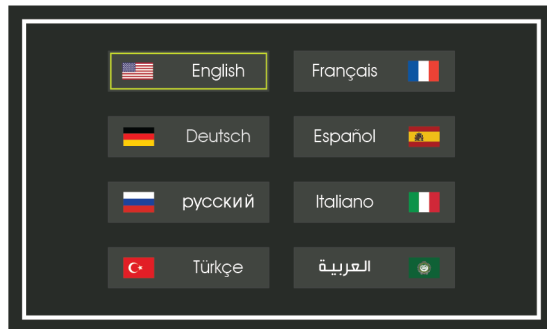 English
Français
Deutsch
Español
русский
Italiano
Türkçe
العربية